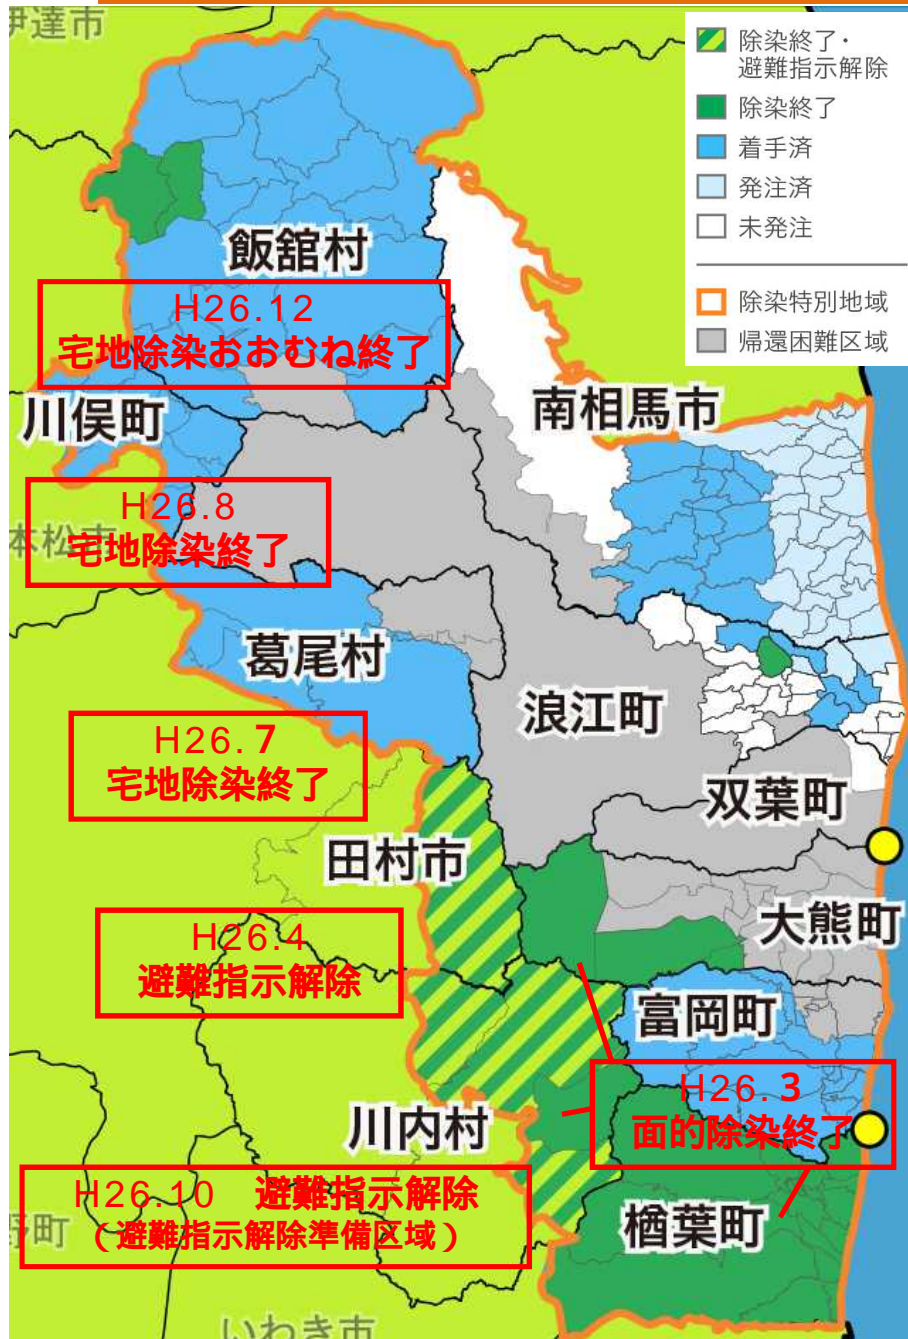 伊達市
除染終了・
避難指示解除
除染終了
着手済
発注済
未発注
除染特別地域
帰還困難区域
飯舘村
H26.12
宅地除染おおむね終了
川俣町
南相馬市
H26.8
宅地除染終了
本松市
葛尾村
浪江町
H26.7
宅地除染終了
双葉町
田村市
大熊町
H26.4
避難指示解除
富岡町
H26.3
面的除染終了
川内村
H26.10 避難指示解除
(避難指示解除準備区域)
野町
楢葉町
いわき市